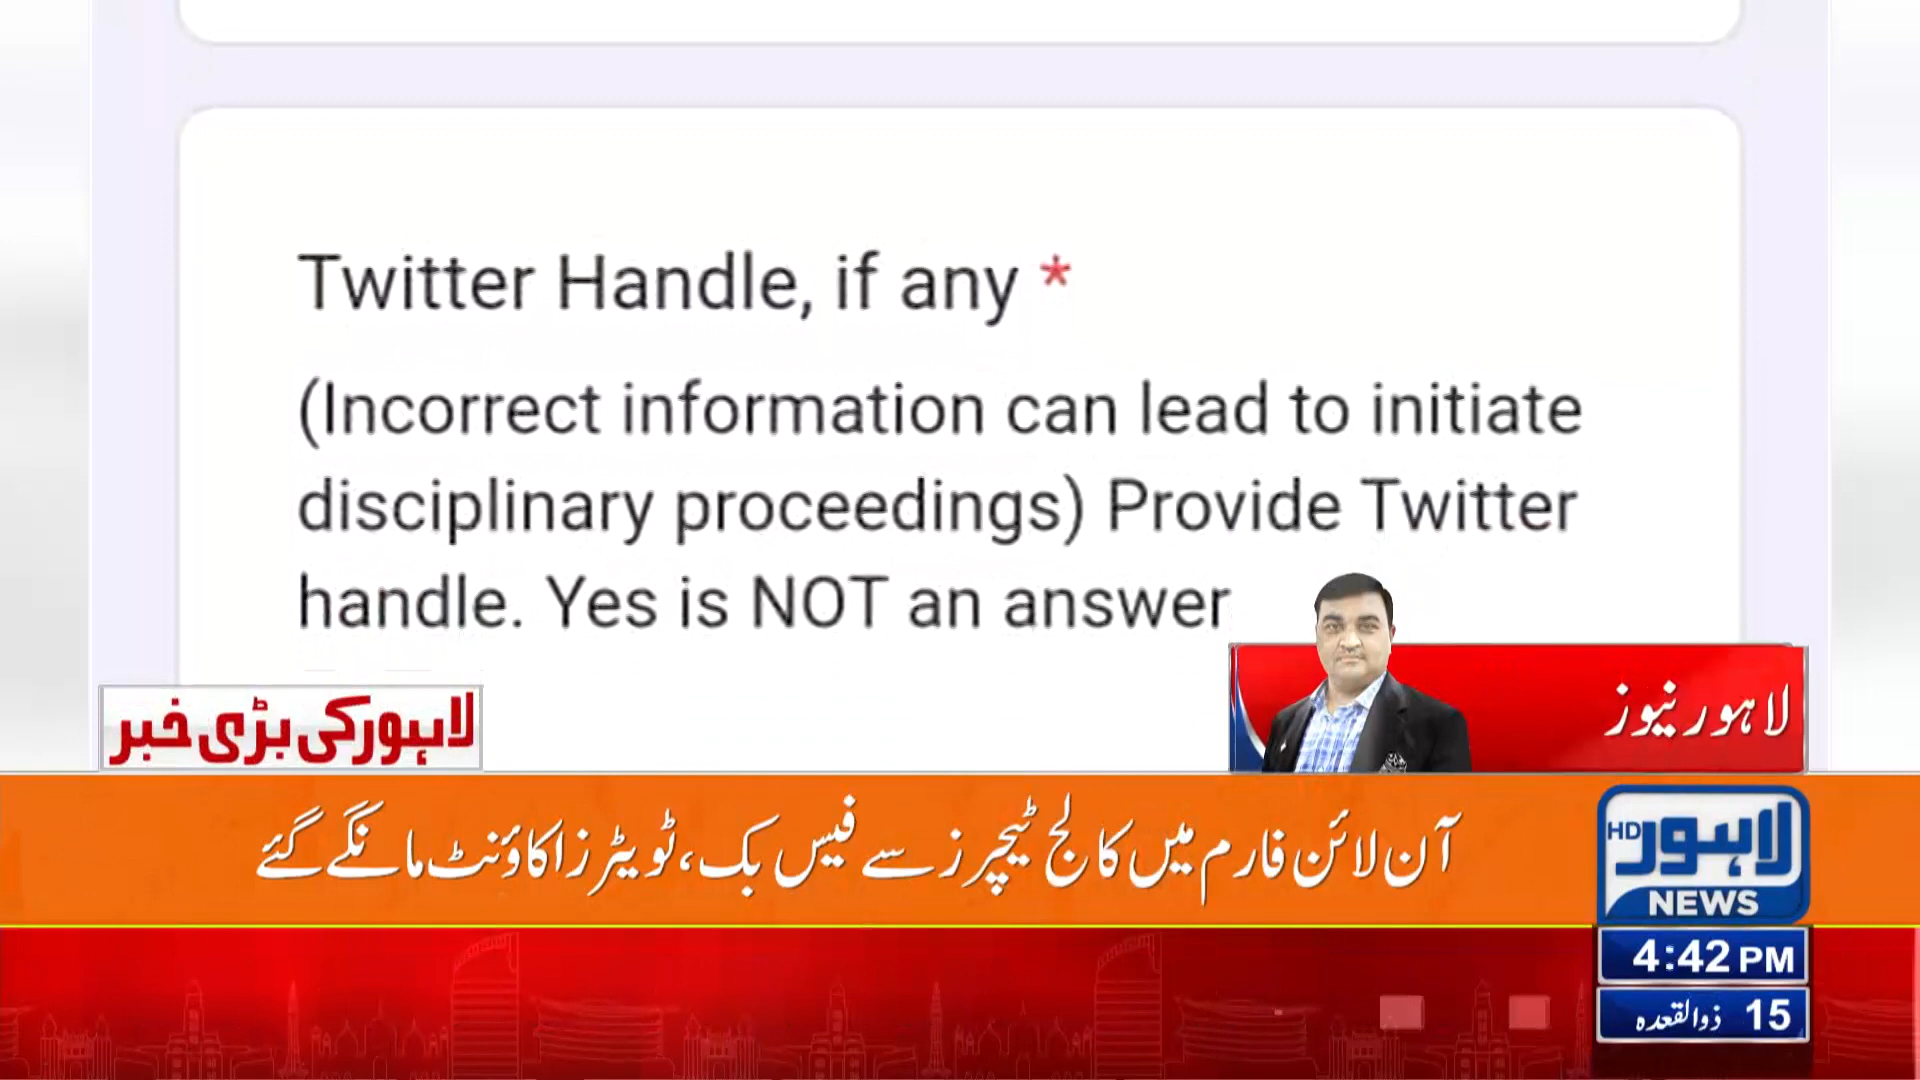 Twitter Handle, if any *
(Incorrect information can lead to initiate
disciplinary proceedings) Provide Twitter
handle. Yes is NOT an answer
لاہور نیوز
لاہور کی بڑی خبر
آن لائن فارم میں کالج ٹیچرز سے فیس بک، ٹویٹرز اکاؤنٹ مانگے گئے
لاہور HD
NEWS
4:42 PM
15 ذوالقعدہ